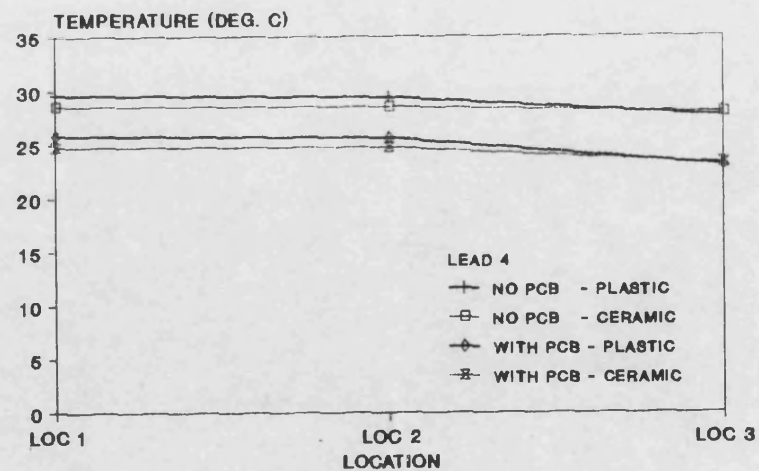 TEMPERATURE (DEG. C)
35
30
25
20
15
10
5
0
LEAD 4
NO PCB - PLASTIC
NO PCB - CERAMIC
WITH PCB - PLASTIC
WITH PCB - CERAMIC
LOC 1 LOC 2 LOC 3
LOCATION